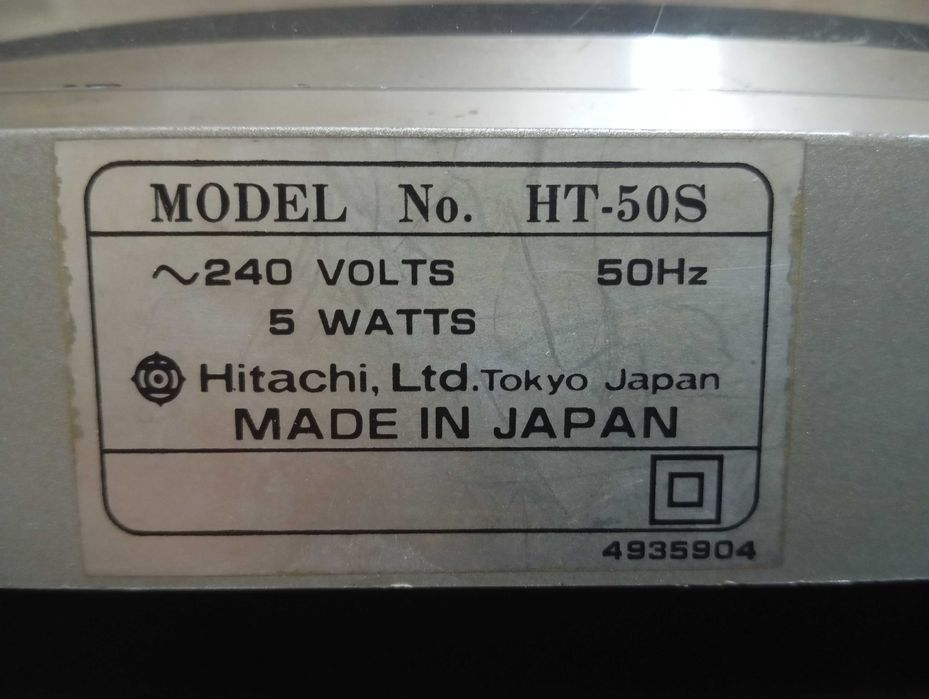 MODEL No. HT-50S
~240 VOLTS 50Hz
5 WATTS
Hitachi, Ltd. Tokyo Japan
MADE IN JAPAN
4935904